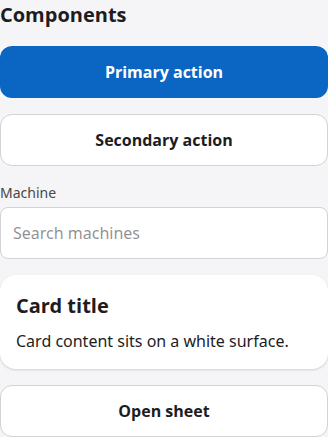 Components
Primary action
Secondary action
Machine
Search machines
Card title
Card content sits on a white surface.
Open sheet